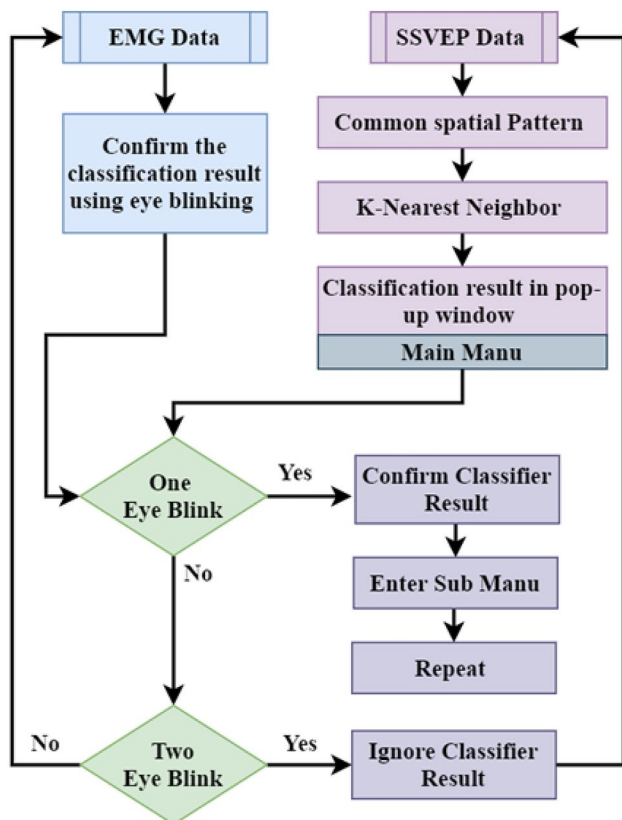 EMG Data
Confirm the
classification result
using eye blinking
SSVEP Data
Common spatial Pattern
K-Nearest Neighbor
Classification result in pop-
up window
Main Manu
One
Eye Blink
Yes
Confirm Classifier
Result
No
Enter Sub Manu
Repeat
No
Two
Eye Blink
Yes
Ignore Classifier
Result